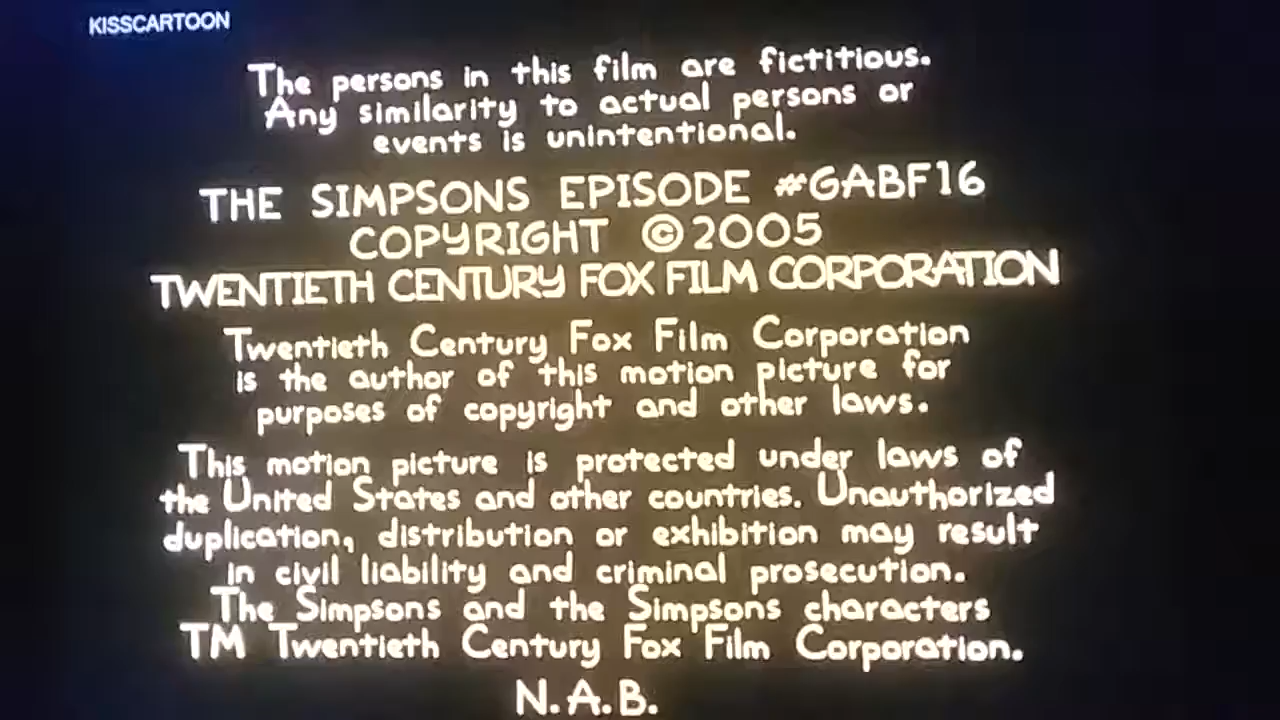 KISSCARTOON
The persons in this film are fictitious.
Any similarity to actual persons or
events is unintentional.
THE SIMPSONS EPISODE #GABF16
COPYRIGHT ©2005
TWENTIETH CENTURY FOX FILM CORPORATION
Twentieth Century Fox Film Corporation
is the author of this motion picture for
purposes of copyright and other laws.
This motion picture is protected under laws of
the United States and other countries. Unauthorized
duplication, distribution or exhibition may result
in civil liability and criminal prosecution.
The Simpsons and the Simpsons characters
TM Twentieth Century Fox Film Corporation.
N.A.B.